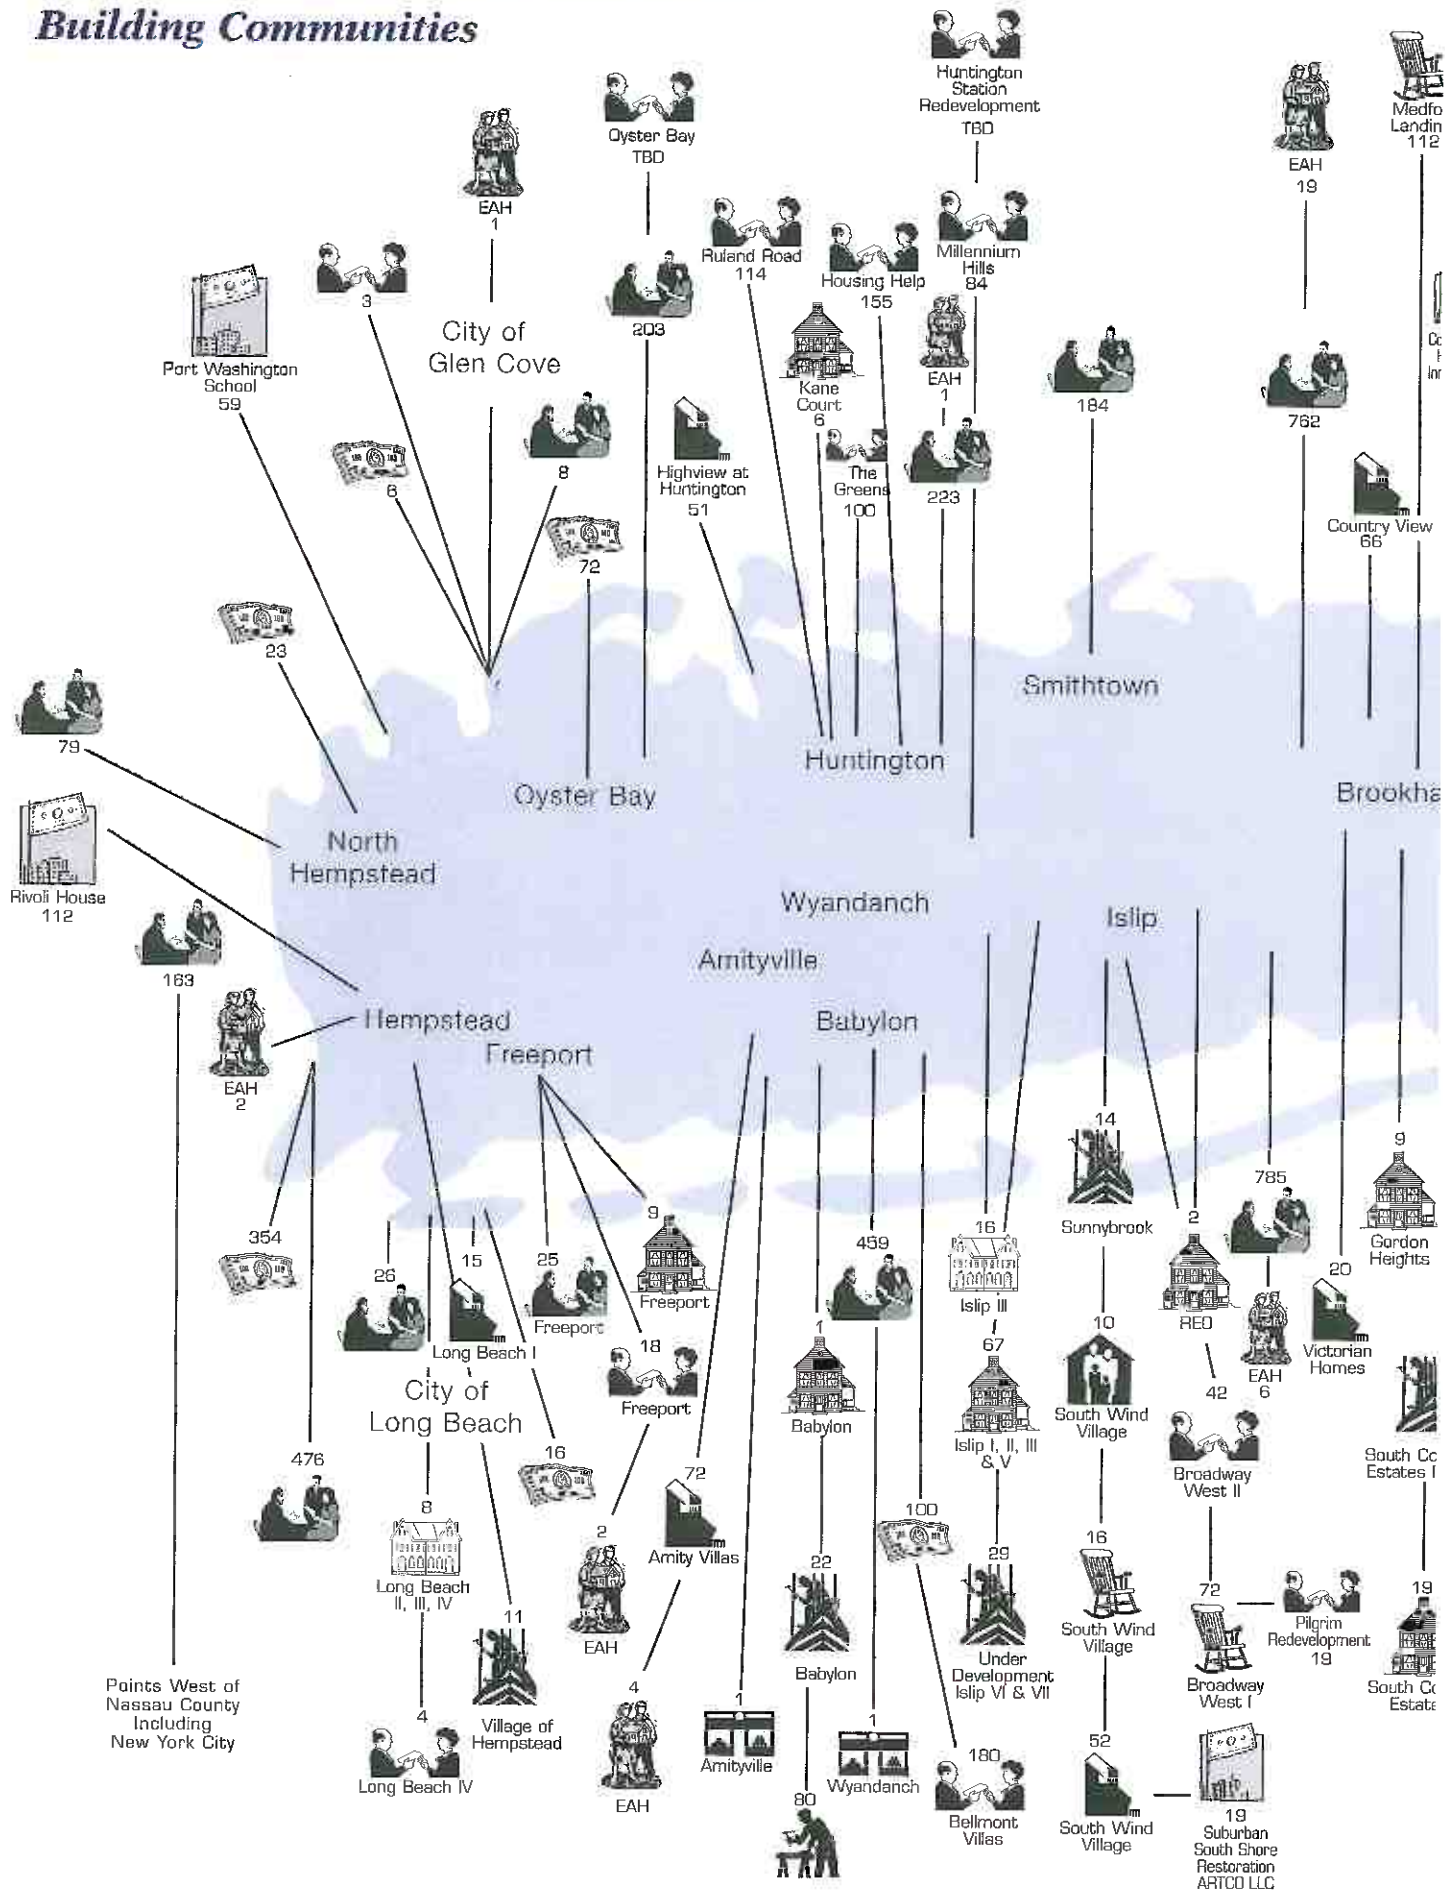 Building Communities
Huntington
Station
Redevelopment
TBD
Oyster Bay
TBD
EAH
1
EAH
19
Medfo
Landin
112
Ruland Road
114
Housing Help
155
Millennium
Hills
84
3
Port Washington
School
59
City of
Glen Cove
203
Kane
Court
6
EAH
1
184
762
6
8
Highview at
Huntington
51
The
Greens
100
223
Country View
66
72
23
79
Smithtown
Huntington
Oyster Bay
Brookha
North
Hempstead
Rivoli House
112
Wyandanch
Islip
Amityville
163
Hempstead
Freeport
Babylon
EAH
2
14
Sunnybrook
9
Gordon
Heights
785
354
26
15
Long Beach I
25
Freeport
9
Freeport
459
16
Islip III
2
REO
20
Victorian
Homes
EAH
6
18
Freeport
1
Babylon
67
Islip I, II, III
& V
10
South Wind
Village
42
Broadway
West II
South Co
Estates I
City of
Long Beach
476
16
72
Amity Villas
100
8
Long Beach
II, III, IV
2
EAH
22
Babylon
29
Under
Development
Islip VI & VII
16
South Wind
Village
72
Broadway
West I
Pilgrim
Redevelopment
19
19
South Co
Estate
11
Village of
Hempstead
Points West of
Nassau County
Including
New York City
4
Long Beach IV
4
EAH
1
Amityville
1
Wyandanch
180
Bellmont
Villas
52
South Wind
Village
19
Suburban
South Shore
Restoration
ARTCO LLC
80